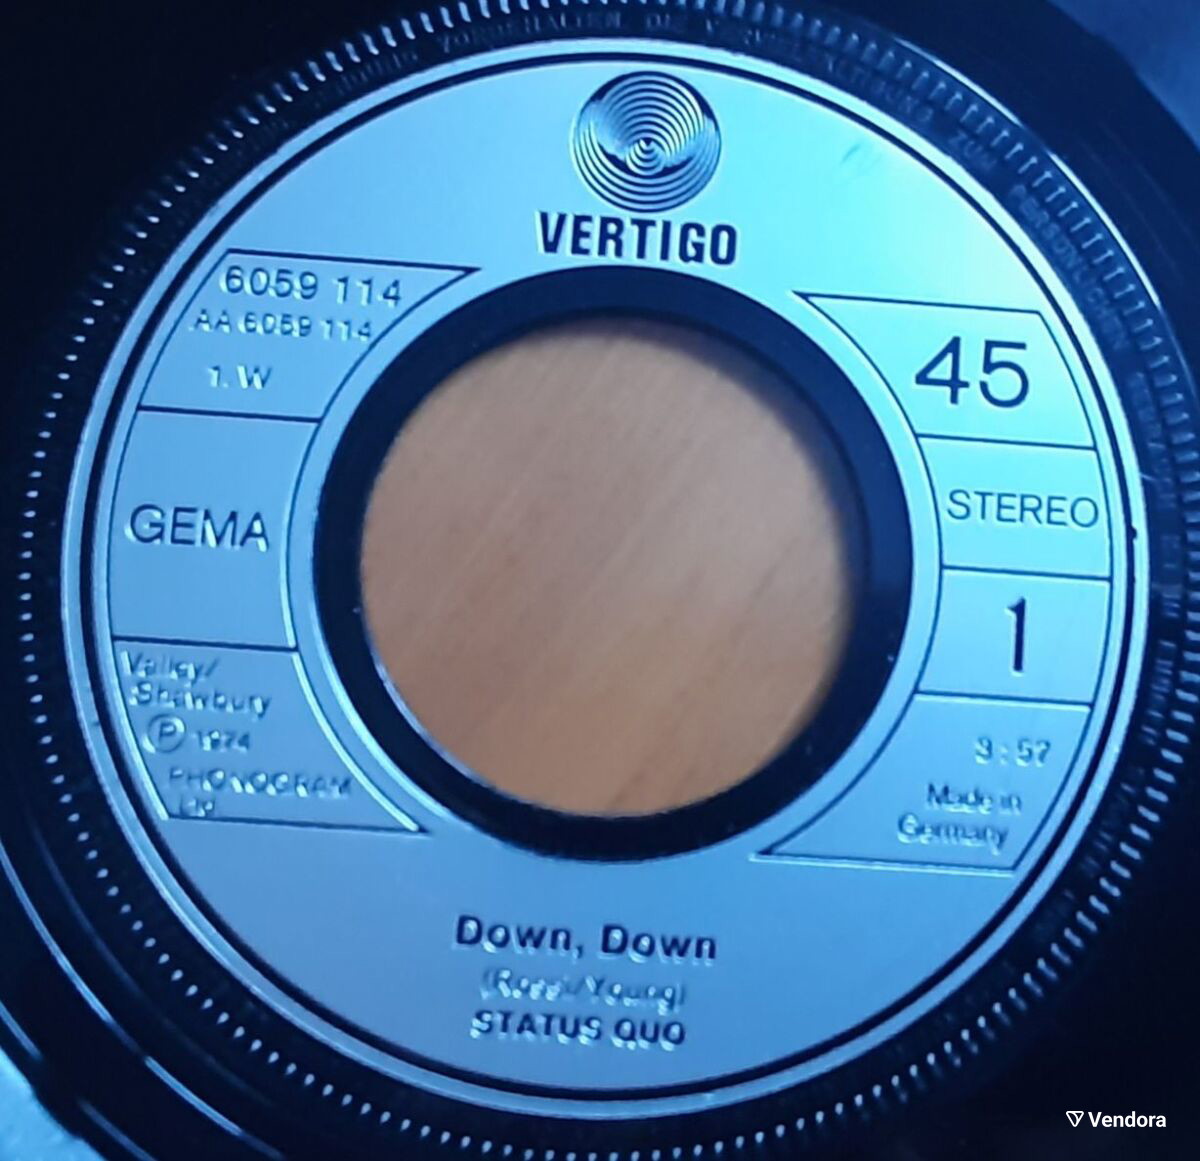 VERTIGO
6059 114
AA 6059 114
1. W
GEMA
Valley/
Shawbury
Ⓟ 1974
PHONOGRAM
Ltd
45
STEREO
1
3:57
Made in
Germany
Down, Down
(Rossi/Young)
STATUS QUO
Vendora